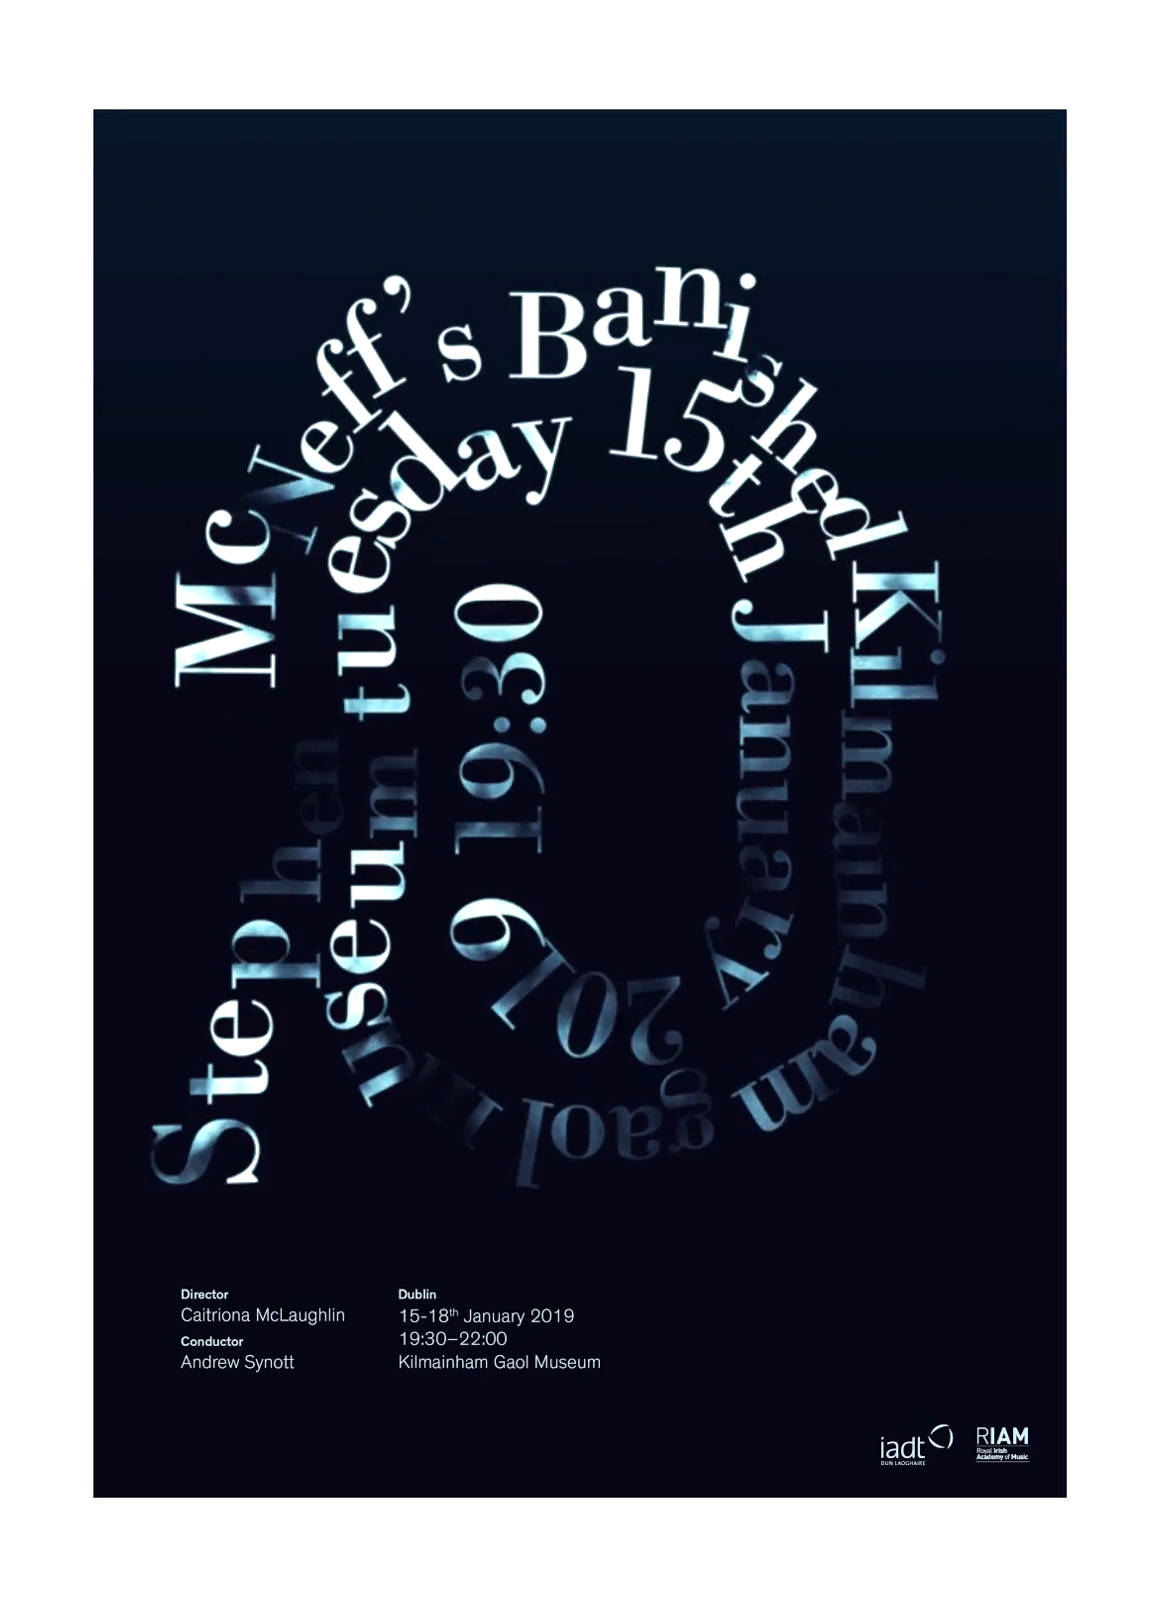 Stephen McNeff's Banished Kilmainham gaol museum tuesday 15th January 2019 19:30
Director
Caitriona McLaughlin
Conductor
Andrew Synott
Dublin
15-18th January 2019
19:30–22:00
Kilmainham Gaol Museum
iadt
DUN LAOGHAIRE
RIAM
Royal Irish
Academy of Music